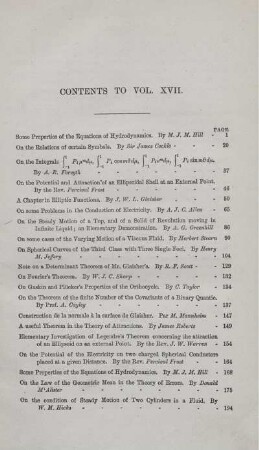 CONTENTS TO VOL. XVII.
PAGE
Some Properties of the Equations of Hydrodynamics. By M. J. M. Hill 1
On the Relations of certain Symbols. By Sir James Cockle 20
On the Integrals
By A. R. Forsyth 37
On the Potential and Attraction of an Ellipsoidal Shell at an External Point.
By the Rev. Percival Frost 48
A Chapter in Elliptic Functions. By J. W. L. Glaisher 50
On some Problems in the Conduction of Electricity. By A. J. C. Allen 65
On the Steady Motion of a Top, and of a Solid of Revolution moving in
Infinite Liquid; an Elementary Demonstration. By A. G. Greenhill 86
On some cases of the Varying Motion of a Viscous Fluid. By Herbert Stearn 90
On Spherical Curves of the Third Class with Three Single Foci. By Henry
M. Jeffery 104
Note on a Determinant Theorem of Mr. Glaisher's. By R. F. Scott 129
On Feuerbach's Theorem. By W. J. C. Sharp 132
On Gaskin and Plücker's Properties of the Orthocycle. By C. Taylor 134
On the Theorem of the finite Number of the Covariants of a Binary Quantic.
By Prof. A. Cayley 137
Construction de la normale à la surface de Gleisher. Par M. Mannheim 147
A useful Theorem in the Theory of Attractions. By James Roberts 149
Elementary Investigation of Legendre's Theorem concerning the attraction
of an Ellipsoid on an external Point. By the Rev. J. W. Warren 154
On the Potential of the Electricity on two charged Spherical Conductors
placed at a given Distance. By the Rev. Percival Frost 164
Some Properties of the Equations of Hydrodynamics. By M. J. M. Hill 168
On the Law of the Geometric Mean in the Theory of Errors. By Donald
McAlister 175
On the condition of Steady Motion of Two Cylinders in a Fluid. By
W. M. Hicks 194